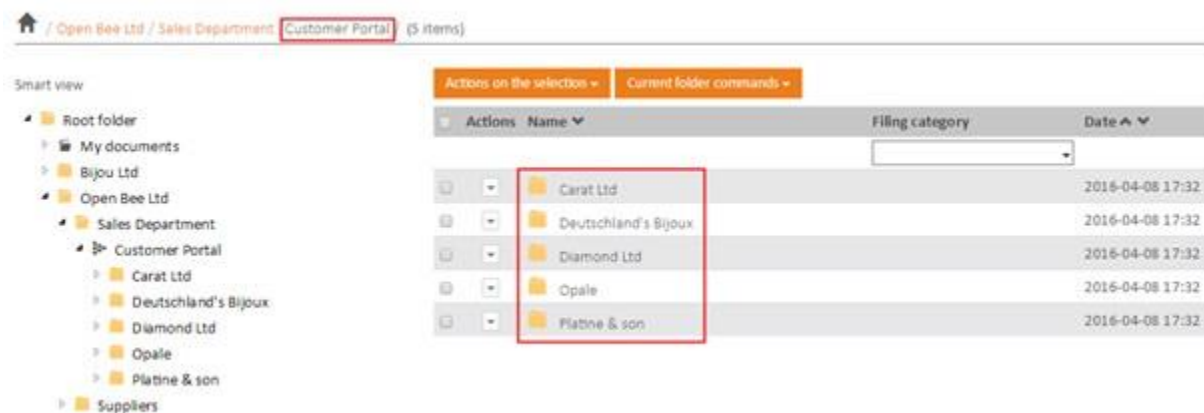 / Open Bee Ltd / Sales Department / Customer Portal / (5 items)
Smart view
Root folder
My documents
Bijou Ltd
Open Bee Ltd
Sales Department
Customer Portal
Carat Ltd
Deutschland's Bijoux
Diamond Ltd
Opale
Platine & son
Suppliers
Actions on the selection
Current folder commands
Actions Name Filing category Date
Carat Ltd 2016-04-08 17:32
Deutschland's Bijoux 2016-04-08 17:32
Diamond Ltd 2016-04-08 17:32
Opale 2016-04-08 17:32
Platine & son 2016-04-08 17:32